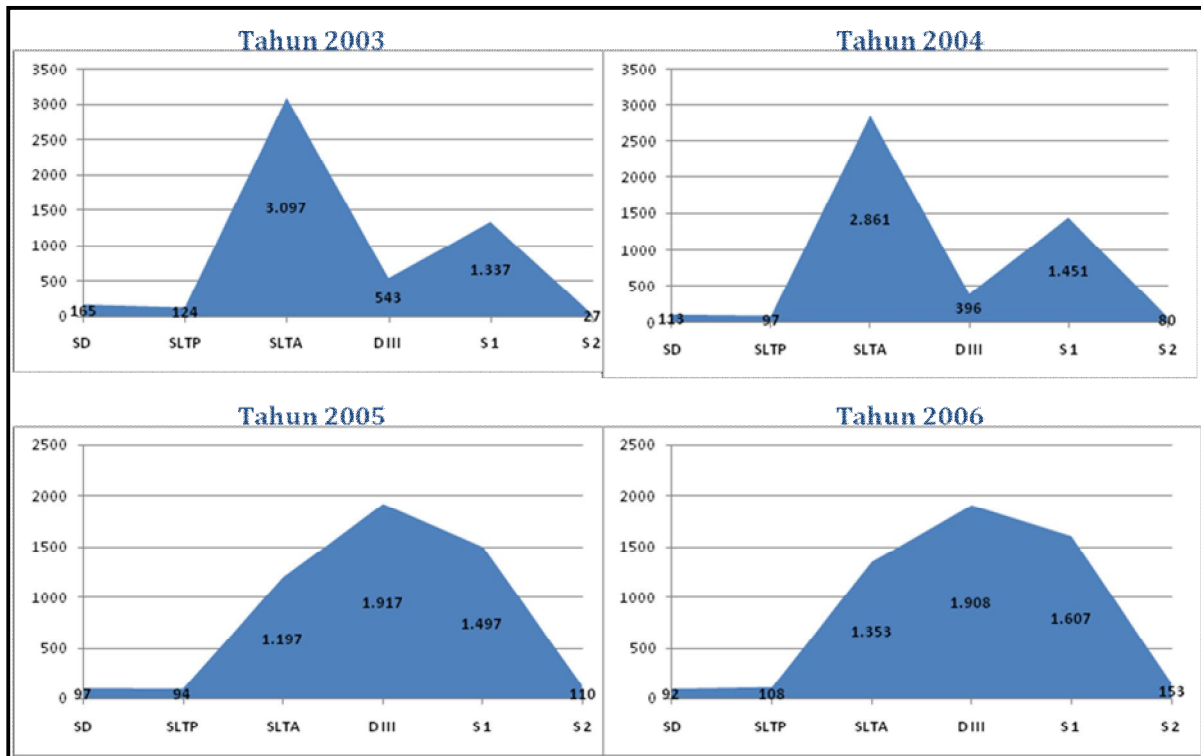 Tahun 2003
3500
3000
2500
2000
1500
1000
500
0
3.097
1.337
543
165
124
27
SD
SLTP
SLTA
D III
S 1
S 2
Tahun 2004
3500
3000
2500
2000
1500
1000
500
0
2.861
1.451
396
113
97
80
SD
SLTP
SLTA
D III
S 1
S 2
Tahun 2005
2500
2000
1500
1000
500
0
1.917
1.497
1.197
97
94
110
SD
SLTP
SLTA
D III
S 1
S 2
Tahun 2006
2500
2000
1500
1000
500
0
1.908
1.607
1.353
92
108
153
SD
SLTP
SLTA
D III
S 1
S 2